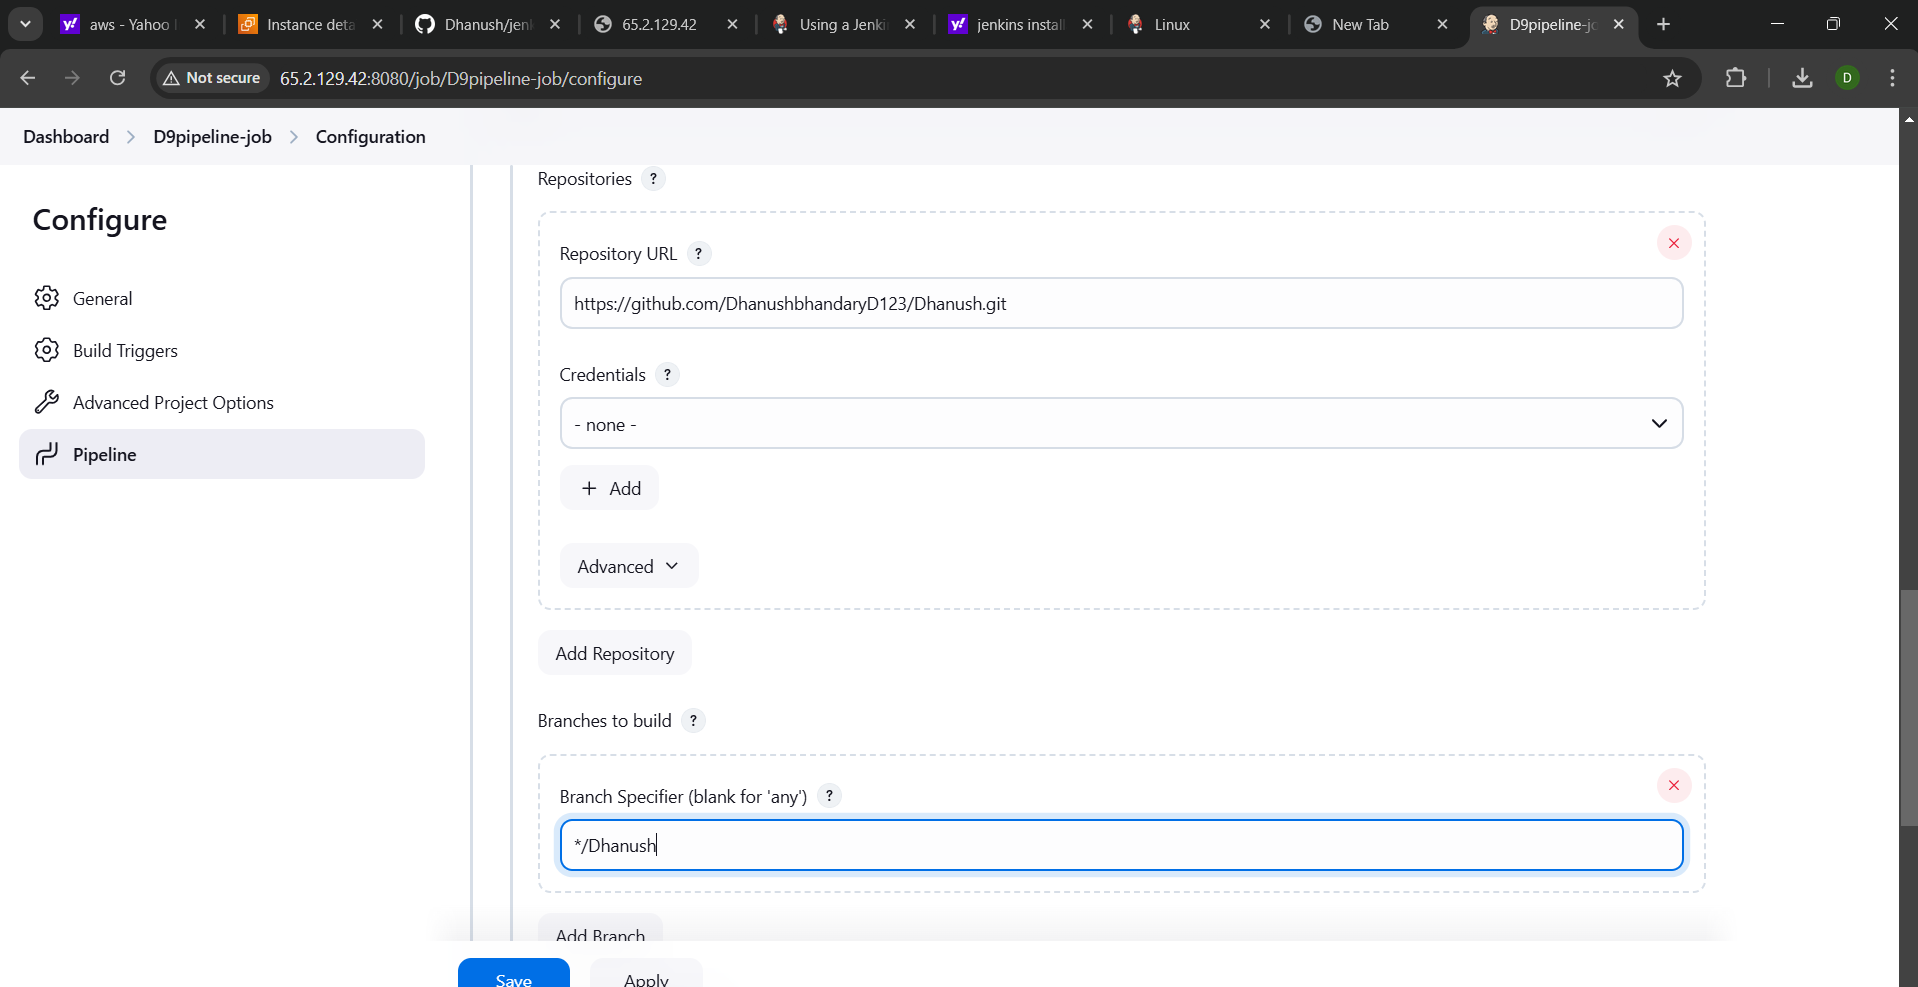 aws - Yahoo
Instance deta
Dhanush/jenk
65.2.129.42
Using a Jenki
jenkins install
Linux
New Tab
D9pipeline-jo
Not secure
65.2.129.42:8080/job/D9pipeline-job/configure
D
Dashboard > D9pipeline-job > Configuration
Configure
General
Build Triggers
Advanced Project Options
Pipeline
Repositories ?
Repository URL ?
https://github.com/DhanushbhandaryD123/Dhanush.git
Credentials ?
- none -
+ Add
Advanced
Add Repository
Branches to build ?
Branch Specifier (blank for 'any') ?
*/Dhanush
Add Branch
Save
Apply